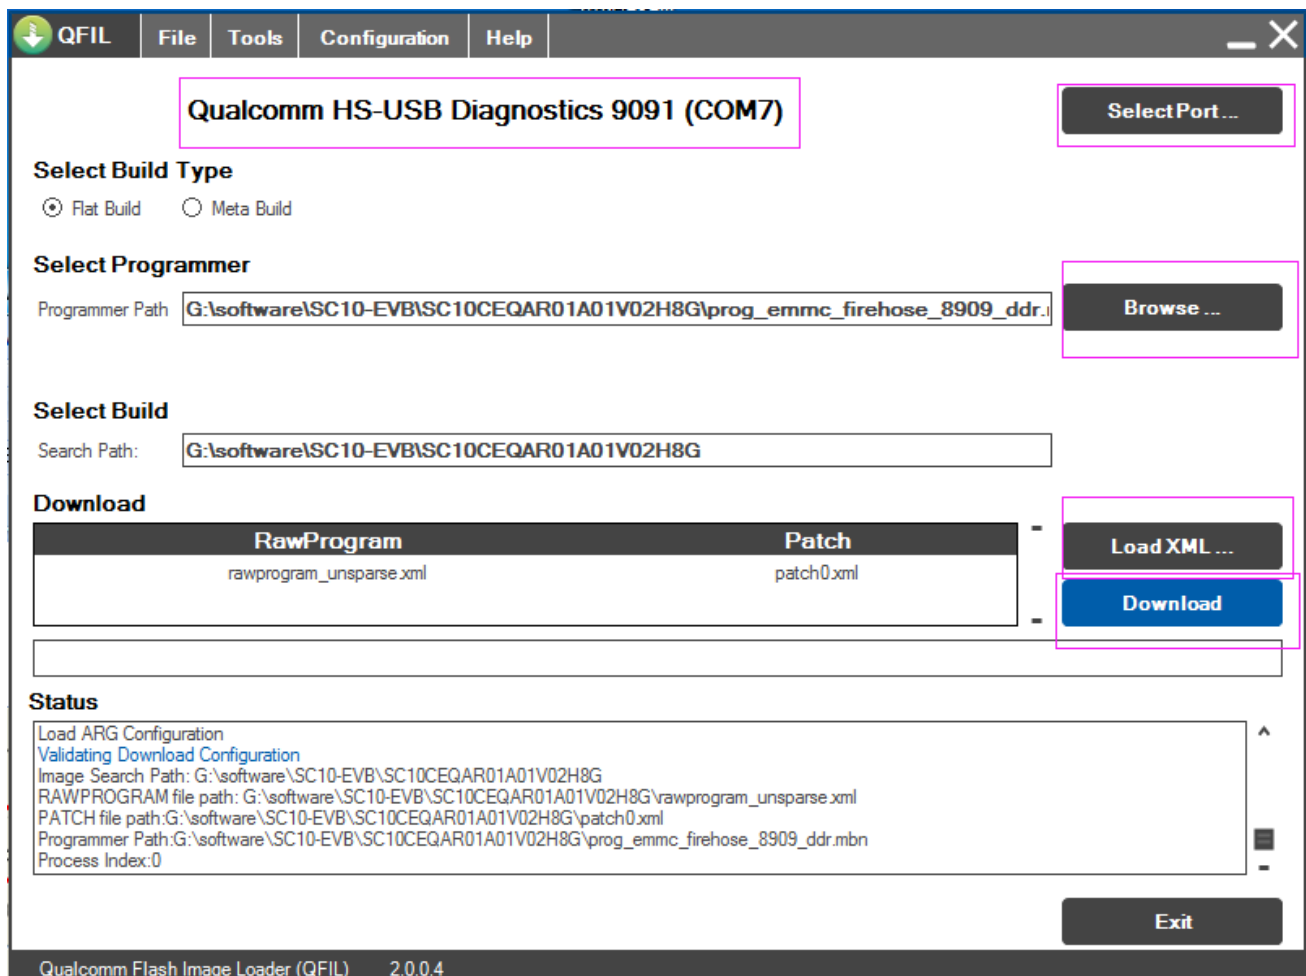 QFIL File Tools Configuration Help
Qualcomm HS-USB Diagnostics 9091 (COM7)
Select Port ...
Select Build Type
Flat Build Meta Build
Select Programmer
Programmer Path G:\software\SC10-EVB\SC10CEQAR01A01V02H8G\prog_emmc_firehose_8909_ddr.
Browse ...
Select Build
Search Path: G:\software\SC10-EVB\SC10CEQAR01A01V02H8G
Download
RawProgram Patch
Load XML ...
rawprogram_unsparse.xml patch0.xml
Download
Status
Load ARG Configuration
Validating Download Configuration
Image Search Path: G:\software\SC10-EVB\SC10CEQAR01A01V02H8G
RAWPROGRAM file path: G:\software\SC10-EVB\SC10CEQAR01A01V02H8G\rawprogram_unsparse.xml
PATCH file path:G:\software\SC10-EVB\SC10CEQAR01A01V02H8G\patch0.xml
Programmer Path:G:\software\SC10-EVB\SC10CEQAR01A01V02H8G\prog_emmc_firehose_8909_ddr.mbn
Process Index:0
Exit
Qualcomm Flash Image Loader (QFIL) 2.0.0.4